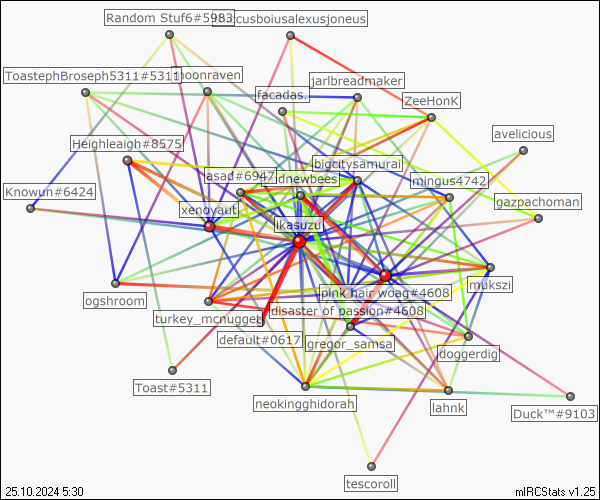 Random Stuf6#5983
rcusboiusalexusjoneus
ToastephBroseph5311#5311
noonraven
jarlbreadmaker
facadas.
ZeeHonK
avelicious
Heighleaigh#8575
bigcitysamurai
asad#6947
dnewbees
mingus4742
Knowun#6424
xenoyaut
gazpachoman
ikasuzu
mukszi
ogshroom
pink hair woag#4608
turkey_mcnugget
disaster of passion#4608
default#0617
gregor_samsa
doggerdig
Toast#5311
neokingghidorah
lahnk
Duck™#9103
tescoroll
25.10.2024 5:30
mIRCStats v1.25